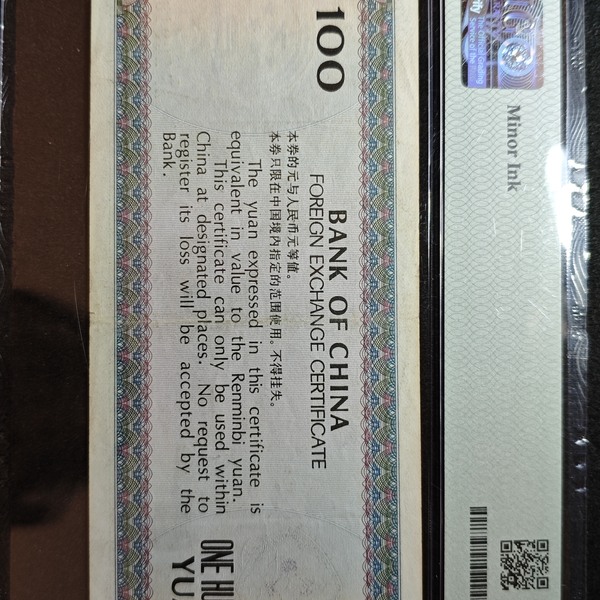 Minor Ink
100
BANK OF CHINA
FOREIGN EXCHANGE CERTIFICATE
本券的元与人民币元等值。
本券只限在中国境内指定的范围使用。不得挂失。
The yuan expressed in this certificate is
equivalent in value to the Renminbi yuan.
This certificate can only be used within
China at designated places. No request to
register its loss will be accepted by the
Bank.
ONE HU
YUA